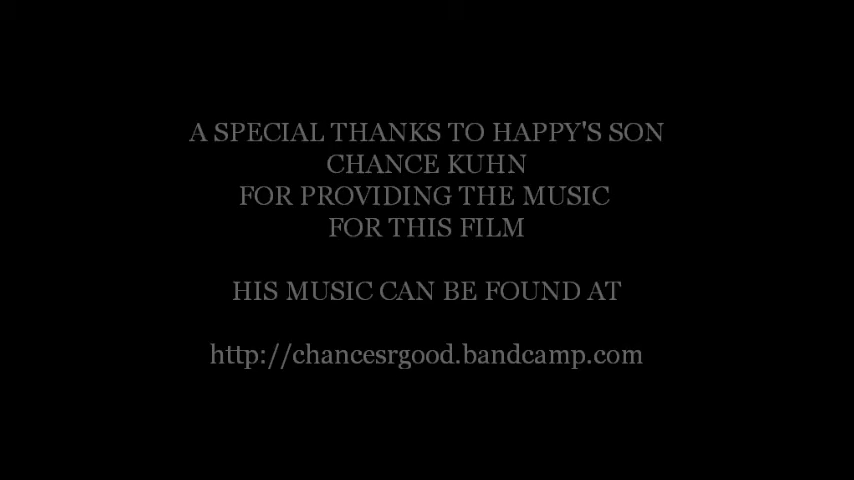 A SPECIAL THANKS TO HAPPY'S SON
CHANCE KUHN
FOR PROVIDING THE MUSIC
FOR THIS FILM
HIS MUSIC CAN BE FOUND AT
http://chancesrgood.bandcamp.com